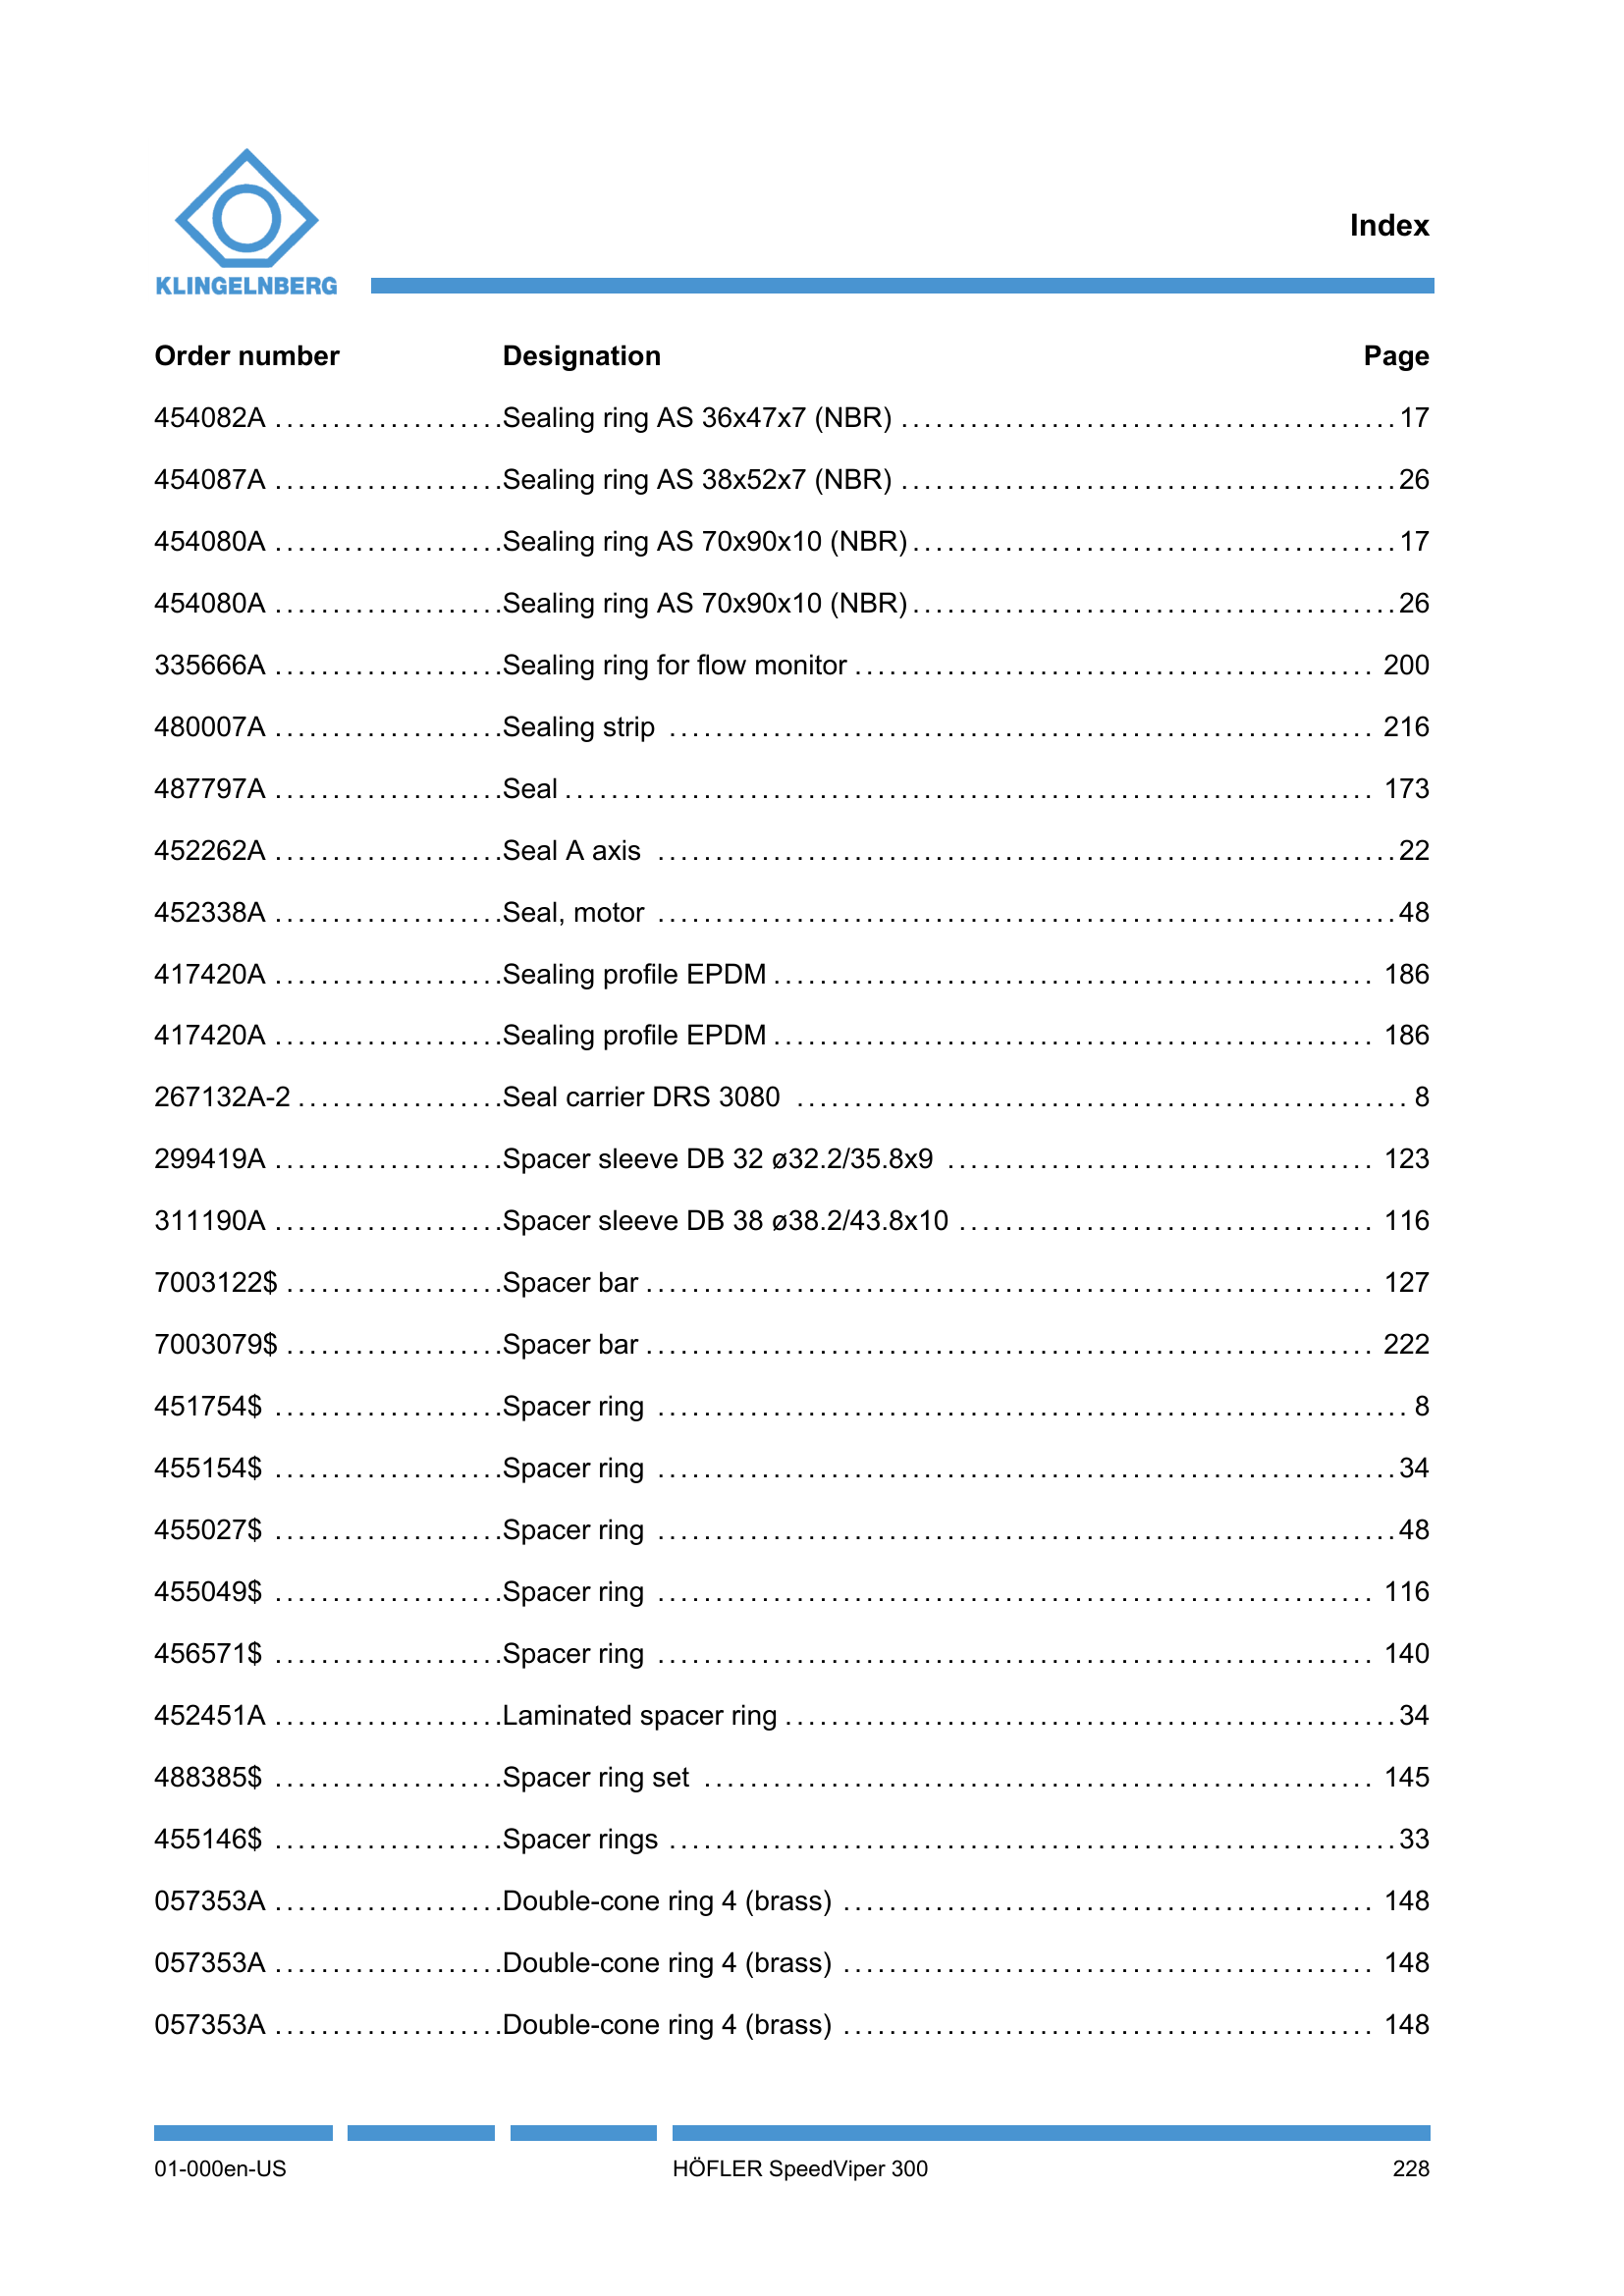 KLINGELNBERG
Index
Order number Designation Page
454082A ....................Sealing ring AS 36x47x7 (NBR) ...........................................17
454087A ....................Sealing ring AS 38x52x7 (NBR) ...........................................26
454080A ....................Sealing ring AS 70x90x10 (NBR)..........................................17
454080A ....................Sealing ring AS 70x90x10 (NBR)..........................................26
335666A ....................Sealing ring for flow monitor ............................................. 200
480007A ....................Sealing strip ............................................................. 216
487797A ....................Seal...................................................................... 173
452262A ....................Seal A axis ................................................................22
452338A ....................Seal, motor ................................................................48
417420A ....................Sealing profile EPDM.................................................... 186
417420A ....................Sealing profile EPDM.................................................... 186
267132A-2..................Seal carrier DRS 3080 ..................................................... 8
299419A ....................Spacer sleeve DB 32 ø32.2/35.8x9 ..................................... 123
311190A ....................Spacer sleeve DB 38 ø38.2/43.8x10 .................................... 116
7003122$ ...................Spacer bar............................................................... 127
7003079$ ...................Spacer bar............................................................... 222
451754$ ....................Spacer ring ................................................................. 8
455154$ ....................Spacer ring ................................................................34
455027$ ....................Spacer ring ................................................................48
455049$ ....................Spacer ring .............................................................. 116
456571$ ....................Spacer ring .............................................................. 140
452451A ....................Laminated spacer ring.....................................................34
488385$ ....................Spacer ring set .......................................................... 145
455146$ ....................Spacer rings ...............................................................33
057353A ....................Double-cone ring 4 (brass) .............................................. 148
057353A ....................Double-cone ring 4 (brass) .............................................. 148
057353A ....................Double-cone ring 4 (brass) .............................................. 148
01-000en-US HÖFLER SpeedViper 300 228